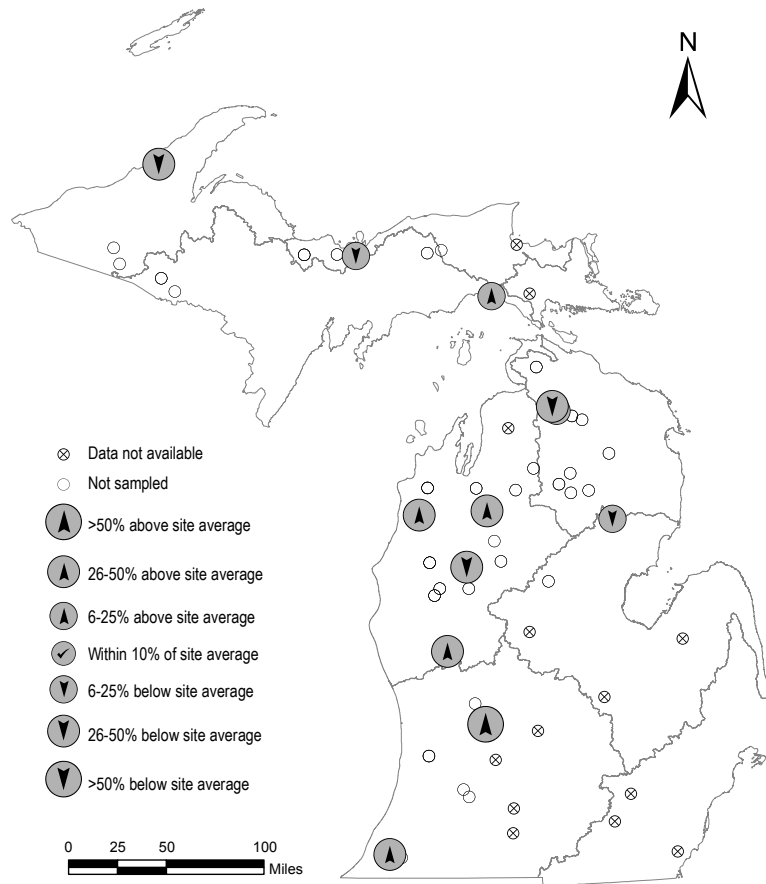 N
Data not available
Not sampled
>50% above site average
26-50% above site average
6-25% above site average
Within 10% of site average
6-25% below site average
26-50% below site average
>50% below site average
0 25 50 100
Miles